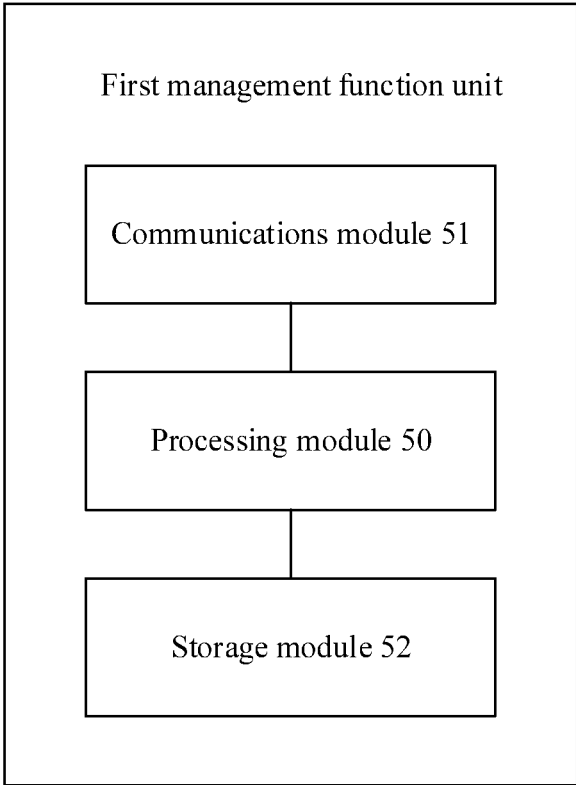 First management function unit
Communications module 51
Processing module 50
Storage module 52